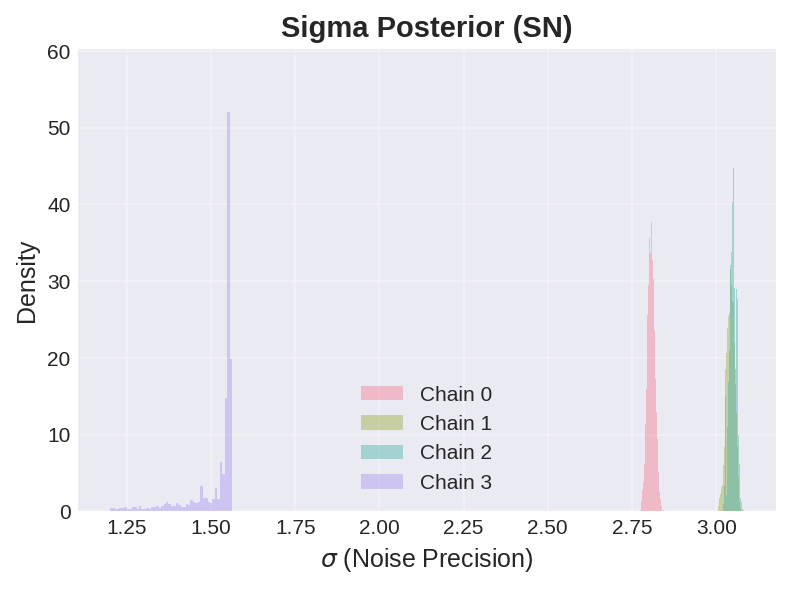 Sigma Posterior (SN)
60
50
40
30
20
10
0
Density
Chain 0
Chain 1
Chain 2
Chain 3
1.25 1.50 1.75 2.00 2.25 2.50 2.75 3.00
σ (Noise Precision)